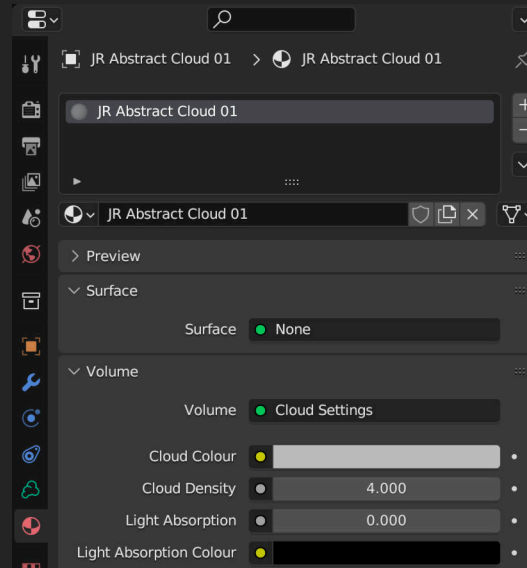 JR Abstract Cloud 01 > JR Abstract Cloud 01
JR Abstract Cloud 01
JR Abstract Cloud 01
Preview
Surface
Surface None
Volume
Volume Cloud Settings
Cloud Colour
Cloud Density 4.000
Light Absorption 0.000
Light Absorption Colour